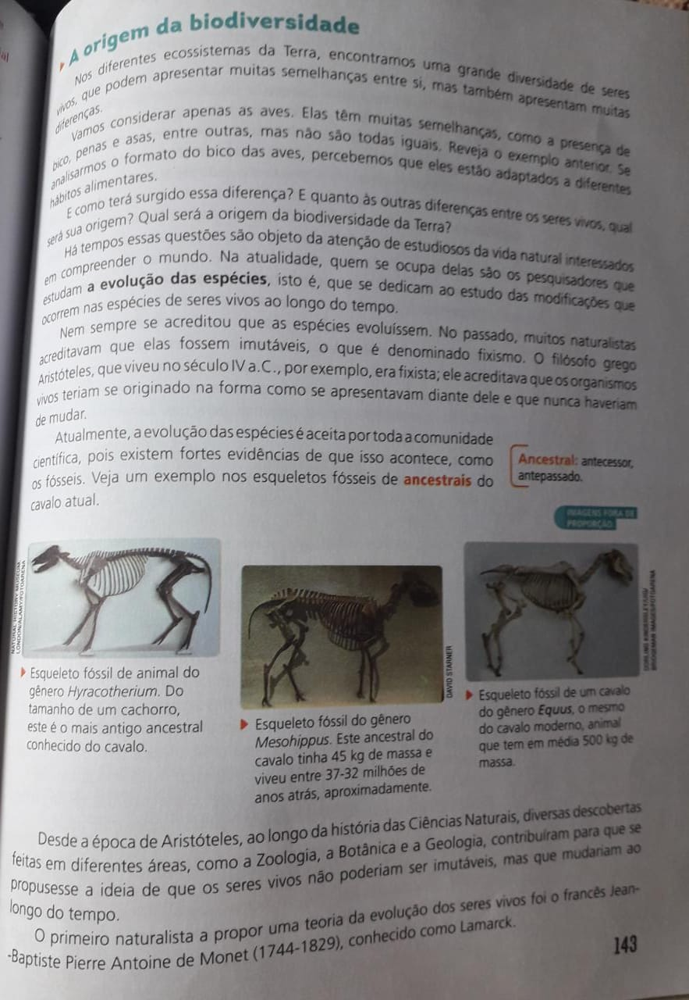 A origem da biodiversidade
Nos diferentes ecossistemas da Terra, encontramos uma grande diversidade de seres
vivos, que podem apresentar muitas semelhanças entre si, mas também apresentam muitas
diferenças.
Vamos considerar apenas as aves. Elas têm muitas semelhanças, como a presença de
bico, penas e asas, entre outras, mas não são todas iguais. Reveja o exemplo anterior. Se
analisarmos o formato do bico das aves, percebemos que eles estão adaptados a diferentes
hábitos alimentares.
E como terá surgido essa diferença? E quanto às outras diferenças entre os seres vivos, qual
será sua origem? Qual será a origem da biodiversidade da Terra?
Há tempos essas questões são objeto da atenção de estudiosos da vida natural interessados
em compreender o mundo. Na atualidade, quem se ocupa delas são os pesquisadores que
estudam a evolução das espécies, isto é, que se dedicam ao estudo das modificações que
ocorrem nas espécies de seres vivos ao longo do tempo.
Nem sempre se acreditou que as espécies evoluíssem. No passado, muitos naturalistas
acreditavam que elas fossem imutáveis, o que é denominado fixismo. O filósofo grego
Aristóteles, que viveu no século IV a.C., por exemplo, era fixista; ele acreditava que os organismos
vivos teriam se originado na forma como se apresentavam diante dele e que nunca haveriam
de mudar.
Atualmente, a evolução das espécies é aceita por toda a comunidade
científica, pois existem fortes evidências de que isso acontece, como
os fósseis. Veja um exemplo nos esqueletos fósseis de ancestrais do
cavalo atual.
Ancestral: antecessor,
antepassado.
IMAGENS FORA DE
PROPORÇÃO
NATURAL HISTORY MUSEUM,
LONDON/ALAMY/FOTOARENA
Esqueleto fóssil de animal do
gênero Hyracotherium. Do
tamanho de um cachorro,
este é o mais antigo ancestral
conhecido do cavalo.
DAVID STARNER
Esqueleto fóssil do gênero
Mesohippus. Este ancestral do
cavalo tinha 45 kg de massa e
viveu entre 37-32 milhões de
anos atrás, aproximadamente.
DORLING KINDERSLEY/UIG/
BRIDGEMAN IMAGES/FOTOARENA
Esqueleto fóssil de um cavalo
do gênero Equus, o mesmo
do cavalo moderno, animal
que tem em média 500 kg de
massa.
Desde a época de Aristóteles, ao longo da história das Ciências Naturais, diversas descobertas
feitas em diferentes áreas, como a Zoologia, a Botânica e a Geologia, contribuíram para que se
propusesse a ideia de que os seres vivos não poderiam ser imutáveis, mas que mudariam ao
longo do tempo.
O primeiro naturalista a propor uma teoria da evolução dos seres vivos foi o francês Jean-
-Baptiste Pierre Antoine de Monet (1744-1829), conhecido como Lamarck.
143